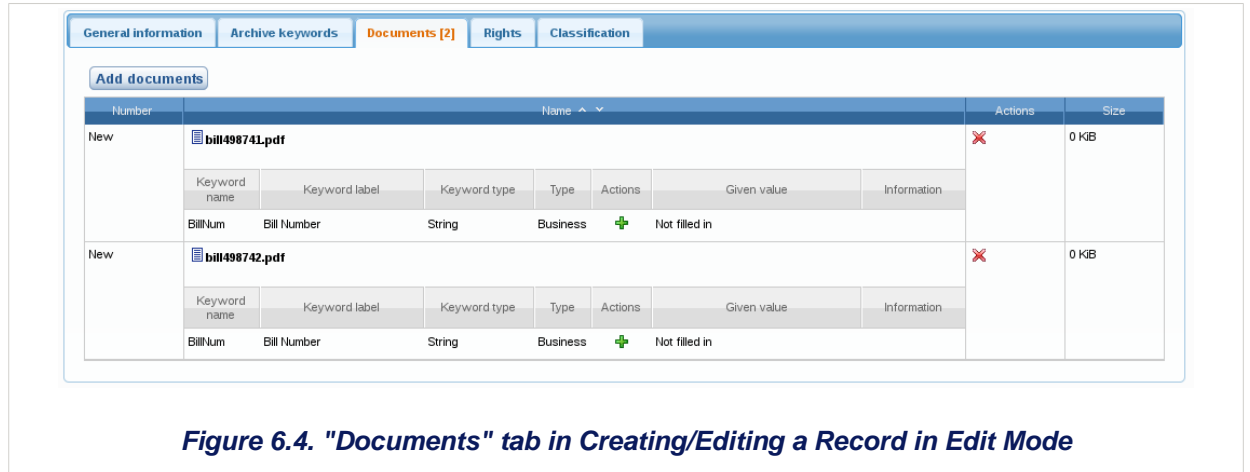 General information Archive keywords Documents [2] Rights Classification
Add documents
Number Name Actions Size
New bill498741.pdf 0 KiB
Keyword name Keyword label Keyword type Type Actions Given value Information
BillNum Bill Number String Business Not filled in
New bill498742.pdf 0 KiB
Keyword name Keyword label Keyword type Type Actions Given value Information
BillNum Bill Number String Business Not filled in
Figure 6.4. "Documents" tab in Creating/Editing a Record in Edit Mode